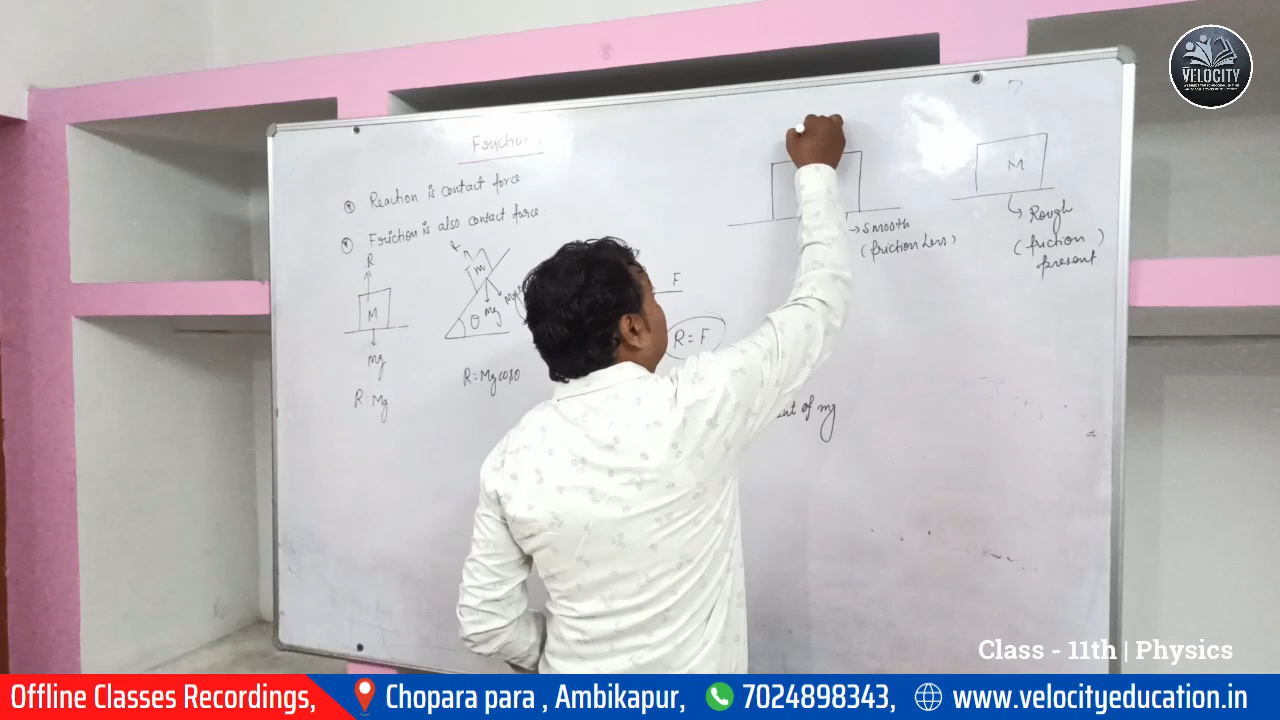 VELOCITY
Friction
Reaction is contact force
Friction is also contact force.
R
M
mg
R = Mg
m
θ
Mg
R = Mg cosθ
F
R = F
of mg
→ Smooth
(friction Less)
M
Rough
(friction )
present
Class - 11th | Physics
Offline Classes Recordings, Chopara para , Ambikapur, 7024898343, www.velocityeducation.in